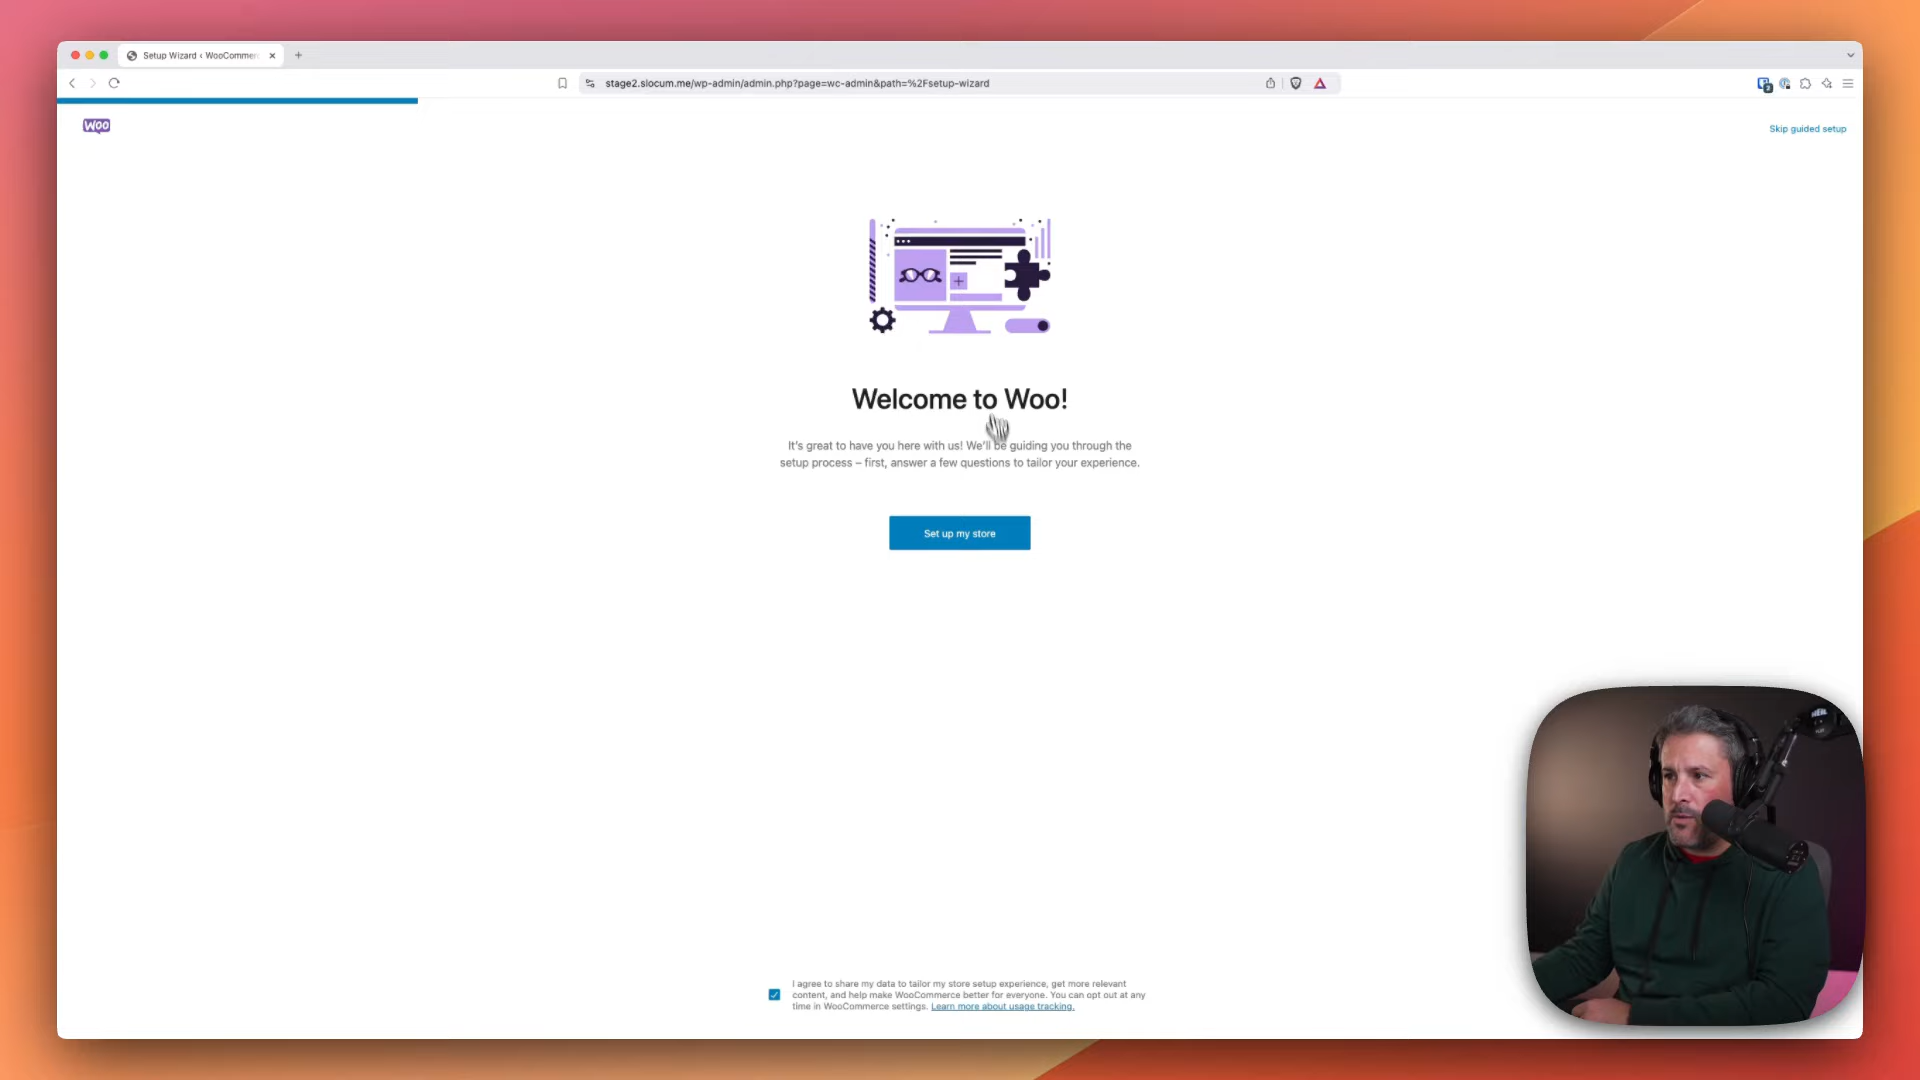 Setup Wizard ‹ WooCommerc
stage2.slocum.me/wp-admin/admin.php?page=wc-admin&path=%2Fsetup-wizard
Woo
Skip guided setup
Welcome to Woo!
It's great to have you here with us! We'll be guiding you through the
setup process – first, answer a few questions to tailor your experience.
Set up my store
I agree to share my data to tailor my store setup experience, get more relevant
content, and help make WooCommerce better for everyone. You can opt out at any
time in WooCommerce settings. Learn more about usage tracking.